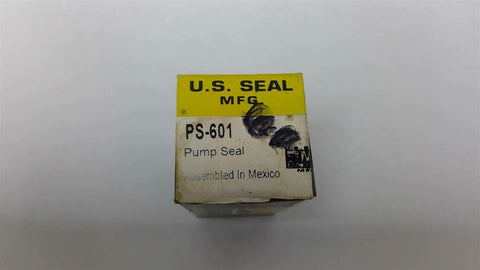 U.S. SEAL
MFG.
PS-601
Pump Seal
Assembled In Mexico